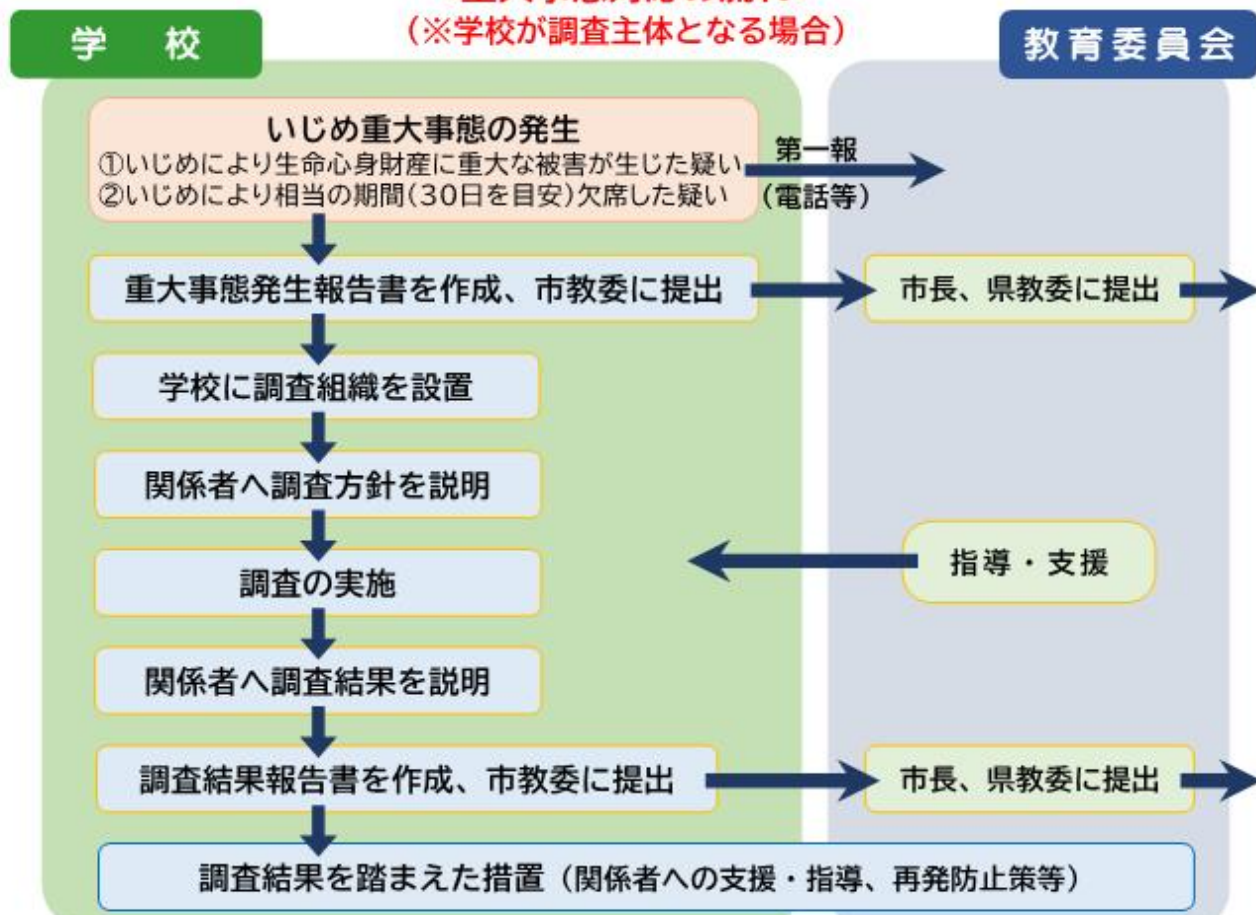 （※学校が調査主体となる場合）
学　校
教育委員会
いじめ重大事態の発生
①いじめにより生命心身財産に重大な被害が生じた疑い
②いじめにより相当の期間（30日を目安）欠席した疑い
第一報
（電話等）
重大事態発生報告書を作成、市教委に提出
市長、県教委に提出
学校に調査組織を設置
関係者へ調査方針を説明
調査の実施
指導・支援
関係者へ調査結果を説明
調査結果報告書を作成、市教委に提出
市長、県教委に提出
調査結果を踏まえた措置（関係者への支援・指導、再発防止策等）